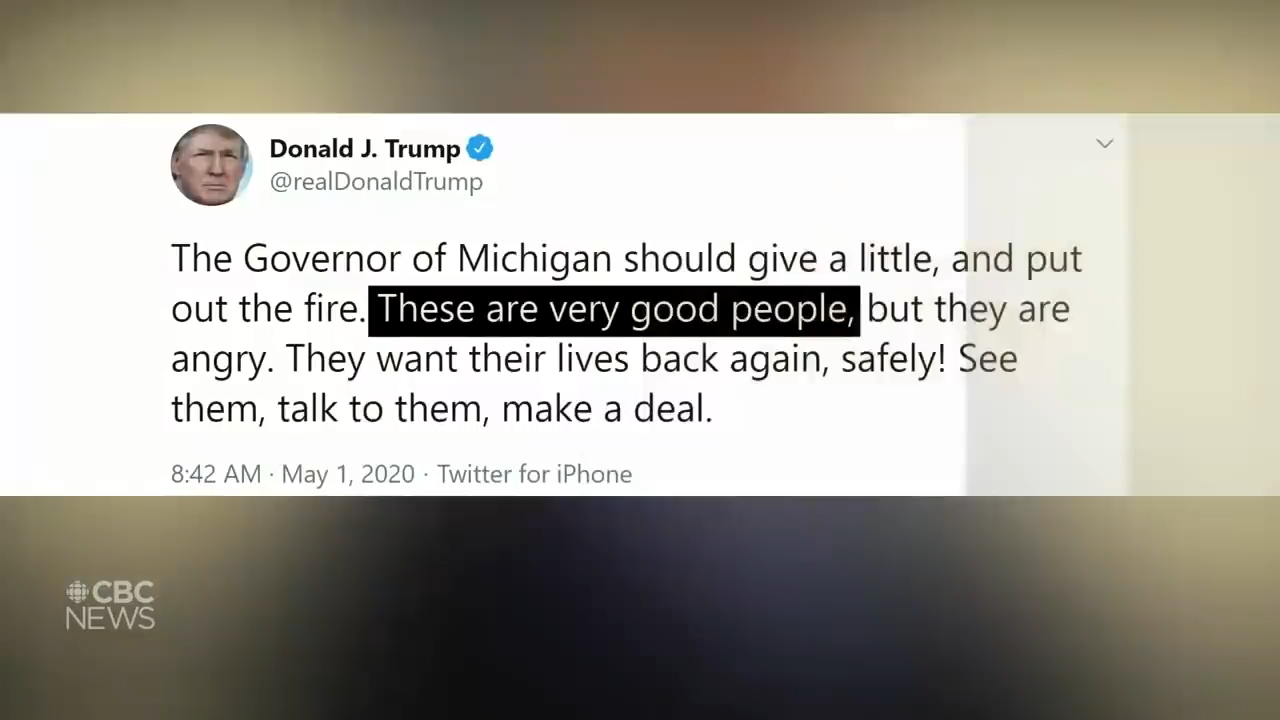 Donald J. Trump
@realDonaldTrump
The Governor of Michigan should give a little, and put
out the fire. These are very good people, but they are
angry. They want their lives back again, safely! See
them, talk to them, make a deal.
8:42 AM · May 1, 2020 · Twitter for iPhone
CBC
NEWS